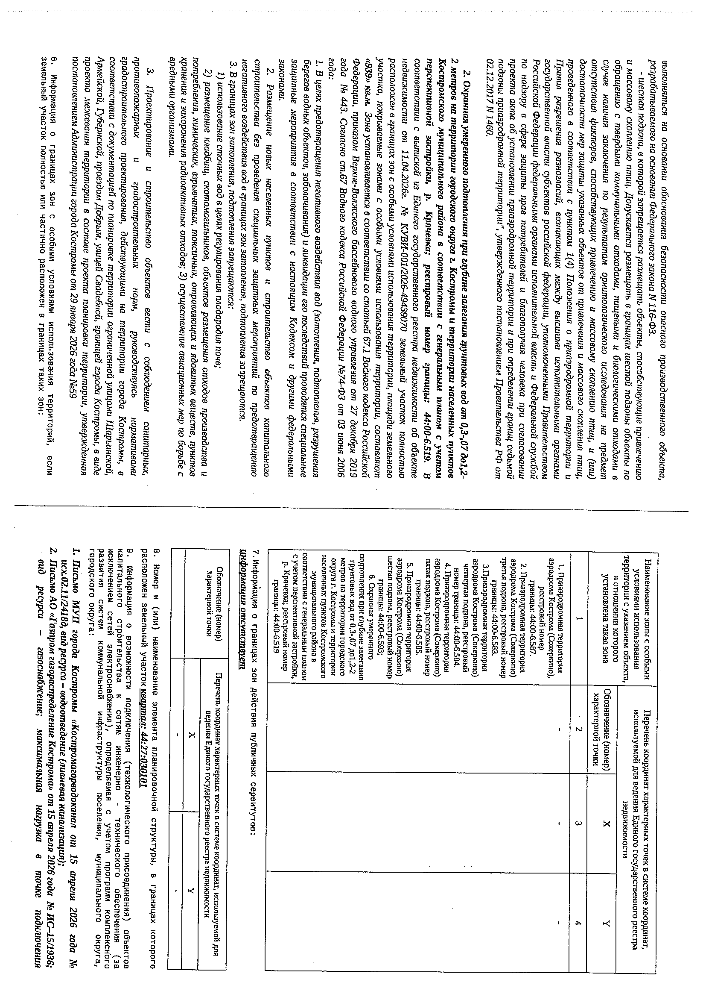 выполняться на основании обоснования безопасности опасного производственного объекта,
разрабатываемого на основании Федерального закона N 116-ФЗ.
- шестая подзона, в которой запрещается размещать объекты, способствующие привлечению
и массовому скоплению птиц. Допускается размещать в границах шестой подзоны объекты по
обращению с твердыми коммунальными отходами, пищевыми и биологическими отходами в
случае наличия заключения по результатам орнитологического исследования на предмет
отсутствия факторов, способствующих привлечению и массовому скоплению птиц, и (или)
достаточности мер защиты указанных объектов от привлечения и массового скопления птиц,
проведенного в соответствии с пунктом 1(4) Положения о приаэродромной территории и
Правил разрешения разногласий, возникающих между высшими исполнительными органами
государственной власти субъектов российской федерации, уполномоченными Правительством
Российской Федерации федеральными органами исполнительной власти и Федеральной службой
по надзору в сфере защиты прав потребителей и благополучия человека при согласовании
проекта акта об установлении приаэродромной территории и при определении границ седьмой
подзоны приаэродромной территории", утвержденного постановлением Правительства РФ от
02.12.2017 N 1460.
2. Охранная умеренного подтопления при глубине залегания грунтовых вод от 0,3-,07 до1,2-
2 метров на территории городского округа г. Костромы и территории населенных пунктов
Костромского муниципального района в соответствии с генеральным планом с учетом
перспективной застройки, р. Крячевка; реестровый номер границы: 44:00-6.519. В
соответствии с выпиской из Единого государственного реестра недвижимости об объекте
недвижимости от 11.04.2026г. № КУВИ-001/2026-49439070 земельный участок полностью
расположен в границах зон с особыми условиями использования территории, площади земельного
участка, покрываемые зонами с особыми условиями использования территории, составляют
«939» кв.м. Зона устанавливается в соответствии со статьей 67.1 Водного кодекса Российской
Федерации, приказом Верхне-Волжского бассейнового водного управления от 27 декабря 2019
года № 443. Согласно ст.67 Водного кодекса Российской Федерации №74-ФЗ от 03 июня 2006
года:
1. В целях предотвращения негативного воздействия вод (затопления, подтопления, разрушения
берегов водных объектов, заболачивания) и ликвидации его последствий проводятся специальные
защитные мероприятия в соответствии с настоящим Кодексом и другими федеральными
законами.
2. Размещение новых населенных пунктов и строительство объектов капитального
строительства без проведения специальных защитных мероприятий по предотвращению
негативного воздействия вод в границах зон затопления, подтопления запрещаются.
3. В границах зон затопления, подтопления запрещаются:
1) использование сточных вод в целях регулирования плодородия почв;
2) размещение кладбищ, скотомогильников, объектов размещения отходов производства и
потребления, химических, взрывчатых, токсичных, отравляющих и ядовитых веществ, пунктов
хранения и захоронения радиоактивных отходов; 3) осуществление авиационных мер по борьбе с
вредными организмами.
3. Проектирование и строительство объектов вести с соблюдением санитарных,
противопожарных и градостроительных норм, руководствуясь нормативами
градостроительного проектирования, действующими на территории города Костромы, в
соответствии с документацией по планировке территории ограниченной улицами Шарьинской,
Армейской, Губернской, проездом Добрым, улицей Свадебной, границей города Костромы, в виде
проекта межевания территории в составе проекта планировки территории, утвержденная
постановлением Администрации города Костромы от 29 января 2026 года №59
6. Информация о границах зон с особыми условиями использования территорий, если
земельный участок полностью или частично расположен в границах таких зон:
Наименование зоны с особыми
условиями использования
территории с указанием объекта,
в отношении которого
установлена такая зона
Перечень координат характерных точек в системе координат,
используемой для ведения Единого государственного реестра
недвижимости
Обозначение (номер)
характерной точки
X
Y
1
2
3
4
1. Приаэродромная территория
аэродрома Кострома (Сокеркино),
реестровый номер
границы: 44:00-6.587.
2. Приаэродромная территория
аэродрома Кострома (Сокеркино)
третья подзона, реестровый номер
границы: 44:00-6.583.
3.Приаэродромная территория
аэродрома Кострома (Сокеркино)
четвертая подзона, реестровый
номер границы: 44:00-6.584.
4. Приаэродромная территория
аэродрома Кострома (Сокеркино)
пятая подзона, реестровый номер
границы: 44:00-6.585.
5. Приаэродромная территория
аэродрома Кострома (Сокеркино)
шестая подзона, реестровый номер
границы: 44:00-6.593;
6. Охранная умеренного
подтопления при глубине залегания
грунтовых вод от 0,3-,07 до1,2-2
метров на территории городского
округа г. Костромы и территории
населенных пунктов Костромского
муниципального района в
соответствии с генеральным планом
с учетом перспективной застройки,
р. Крячевка; реестровый номер
границы: 44:00-6.519
-
-
-
7.Информация о границах зон действия публичных сервитутов:
информация отсутствует
Обозначение (номер)
характерной точки
Перечень координат характерных точек в системе координат, используемой для
ведения Единого государственного реестра недвижимости
X
Y
-
-
8. Номер и (или) наименование элемента планировочной структуры, в границах которого
расположен земельный участок квартал: 44:27:030101
9. Информация о возможности подключения (технологического присоединения) объектов
капитального строительства к сетям инженерно - технического обеспечения (за
исключением сетей электроснабжения), определяемая с учетом программ комплексного
развития систем коммунальной инфраструктуры поселения, муниципального округа,
городского округа:
1. Письмо МУП города Костромы «Костромагорводоканал от 15 апреля 2026 года №
исх.02.11/2418д, вид ресурса – водоотведение (ливневая канализация);
2. Письмо АО «Газпром газораспределение Кострома» от 15 апреля 2026 года № ИС–15/1936;
вид ресурса – газоснабжение; максимальная нагрузка в точке подключения